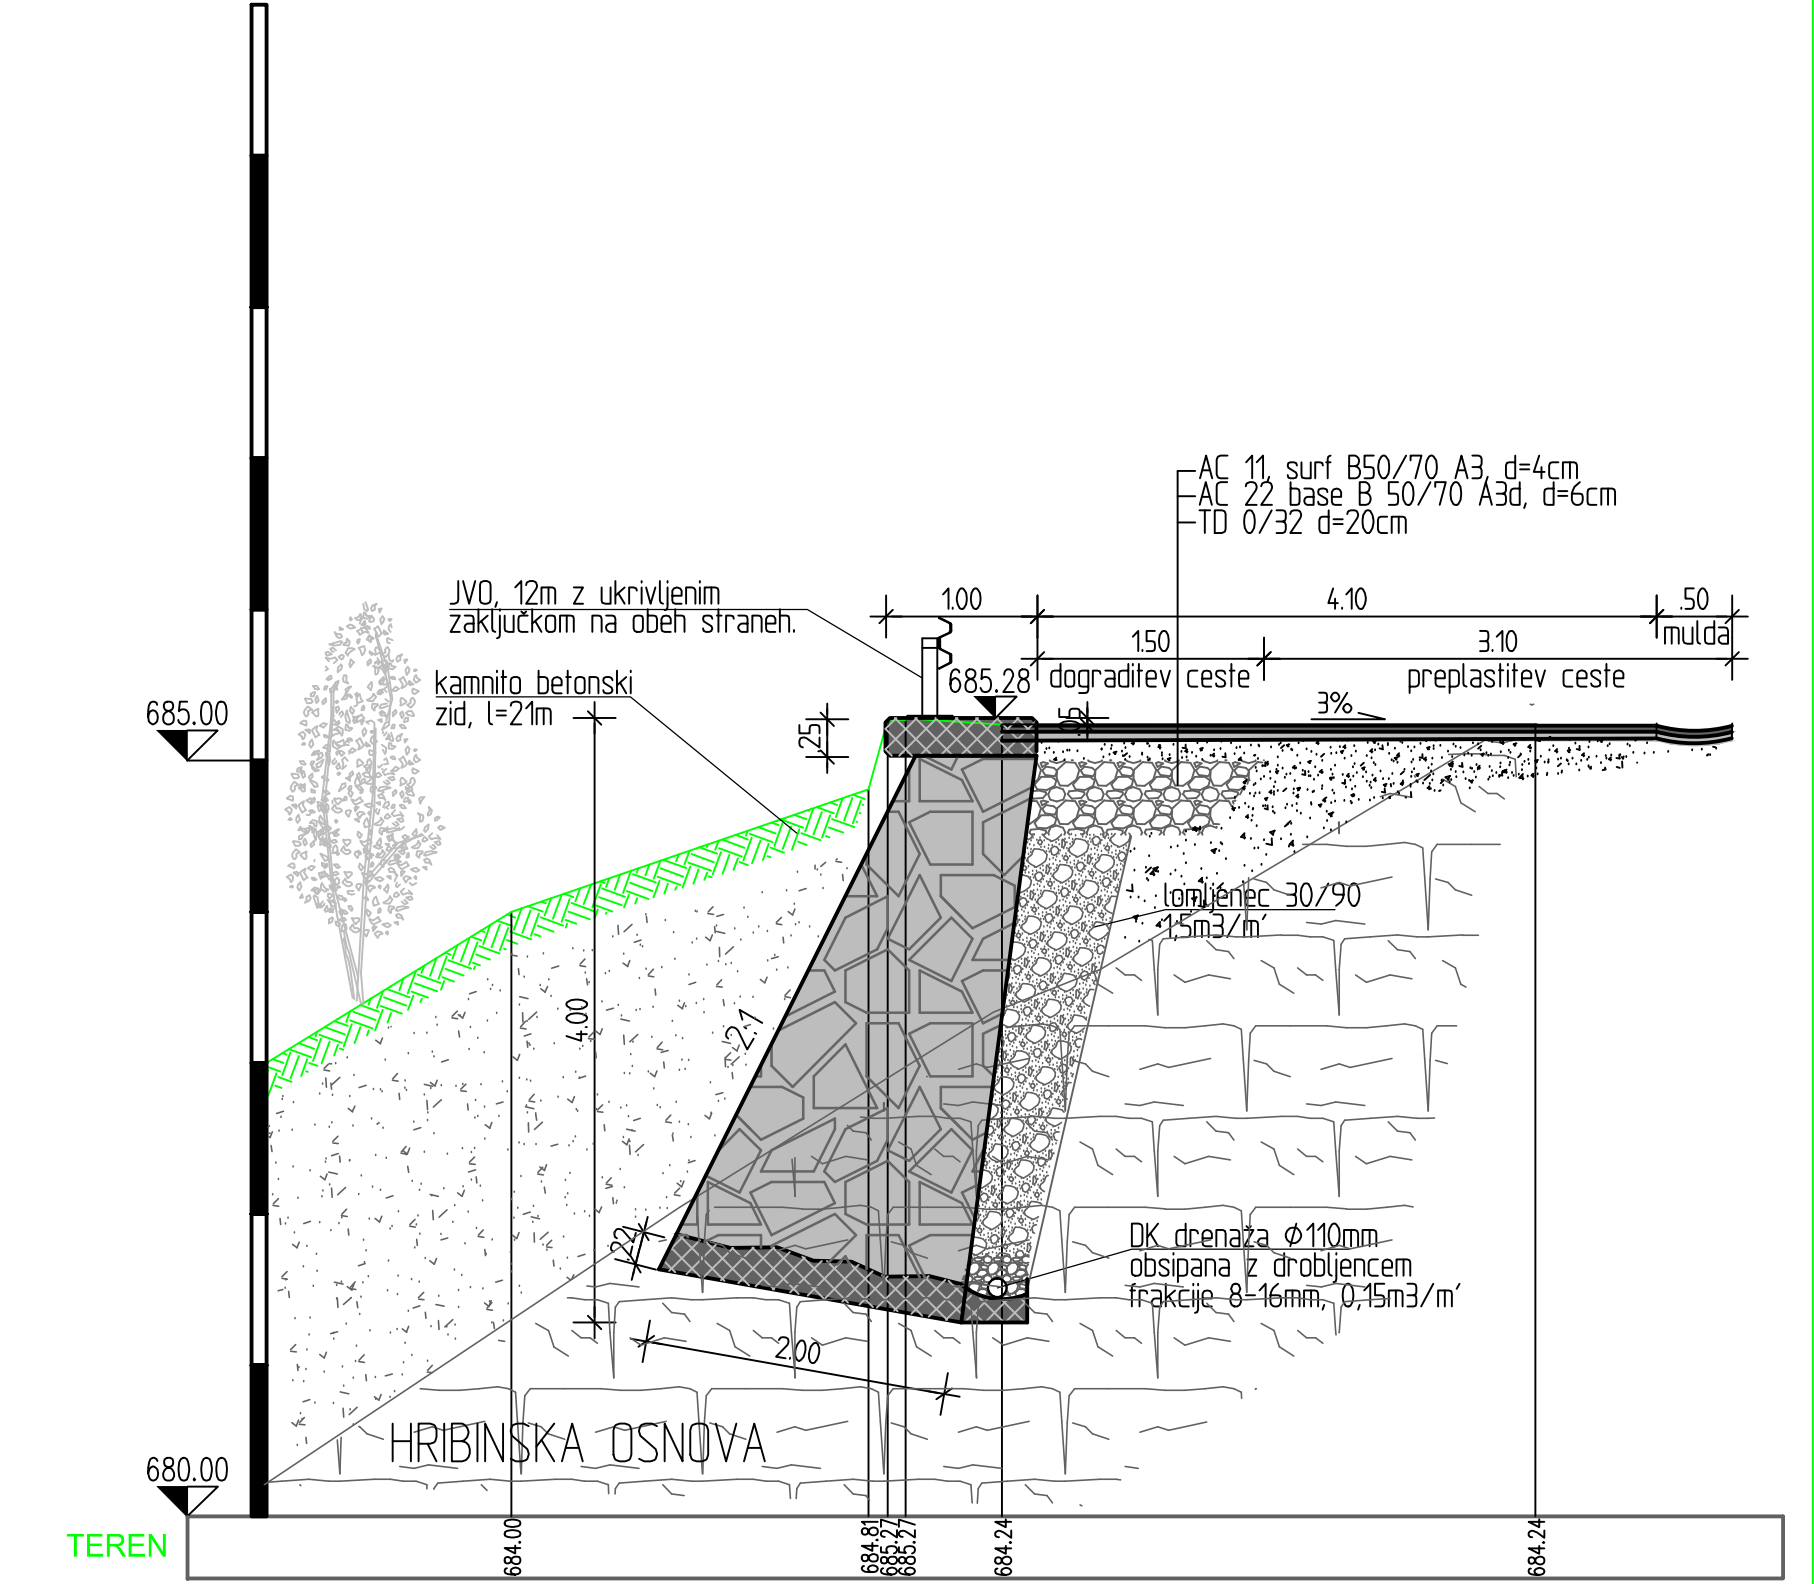 AC 11, surf B50/70 A3, d=4cm
AC 22 base B 50/70 A3d, d=6cm
TD 0/32 d=20cm
JVO, 12m z ukrivljenim
zaključkom na obeh straneh.
1.00
4.10
.50
mulda
1.50
3.10
dograditev ceste
preplastitev ceste
kamnito betonski
zid, l=21m
685.28
685.00
3%
.05
.25
lomljenec 30/90
1,5m3/m'
4.00
2:1
.22
DK drenaža Φ110mm
obsipana z drobljencem
frakcije 8-16mm, 0,15m3/m'
2.00
HRIBINSKA OSNOVA
680.00
TEREN
684.00
684.81
685.27
685.27
684.24
684.24